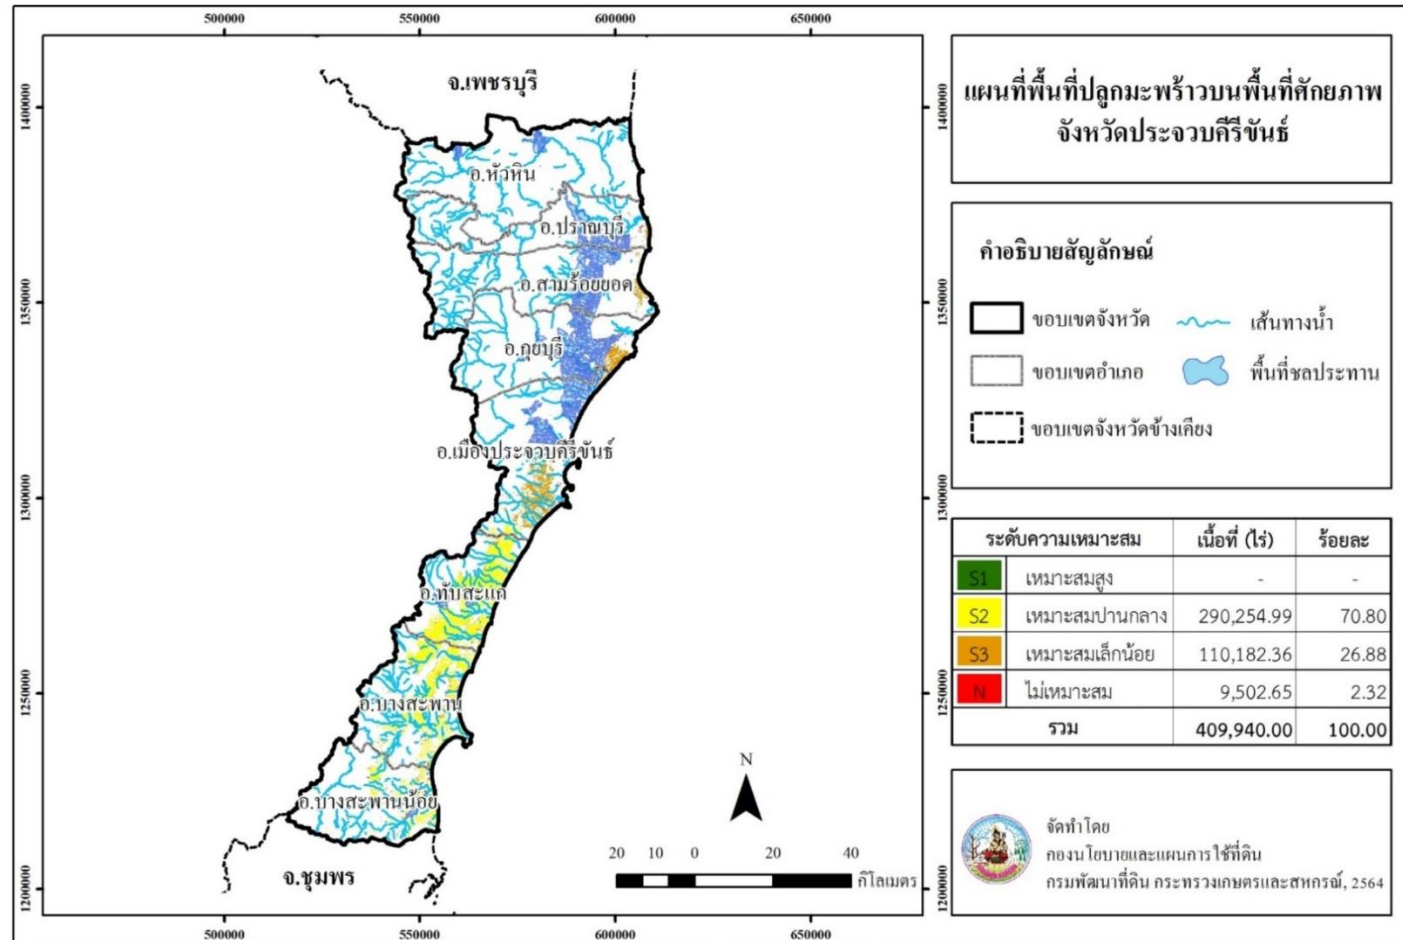 500000
550000
600000
650000
1400000
1350000
1300000
1250000
1200000
จ.เพชรบุรี
อ.หัวหิน
อ.ปราณบุรี
อ.สามร้อยยอด
อ.กุยบุรี
อ.เมืองประจวบคีรีขันธ์
อ.ทับสะแก
อ.บางสะพาน
อ.บางสะพานน้อย
จ.ชุมพร
N
20 10 0 20 40
กิโลเมตร
1400000
1350000
1300000
1250000
1200000
500000
550000
600000
650000
แผนที่พื้นที่ปลูกมะพร้าวบนพื้นที่ศักยภาพ
จังหวัดประจวบคีรีขันธ์
คำอธิบายสัญลักษณ์
ขอบเขตจังหวัด เส้นทางน้ำ
ขอบเขตอำเภอ พื้นที่ชลประทาน
ขอบเขตจังหวัดข้างเคียง
ระดับความเหมาะสม เนื้อที่ (ไร่) ร้อยละ
S1 เหมาะสมสูง - -
S2 เหมาะสมปานกลาง 290,254.99 70.80
S3 เหมาะสมเล็กน้อย 110,182.36 26.88
N ไม่เหมาะสม 9,502.65 2.32
รวม 409,940.00 100.00
จัดทำโดย
กองนโยบายและแผนการใช้ที่ดิน
กรมพัฒนาที่ดิน กระทรวงเกษตรและสหกรณ์, 2564